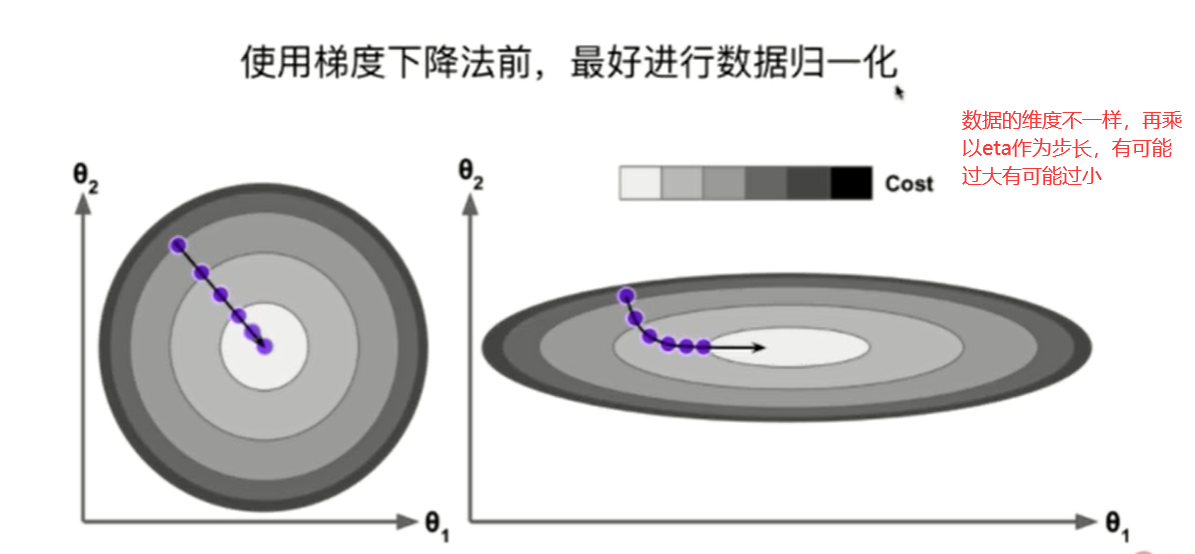 使用梯度下降法前，最好进行数据归一化
数据的维度不一样，再乘
以eta作为步长，有可能
过大有可能过小
θ2
θ2
Cost
θ1
θ1